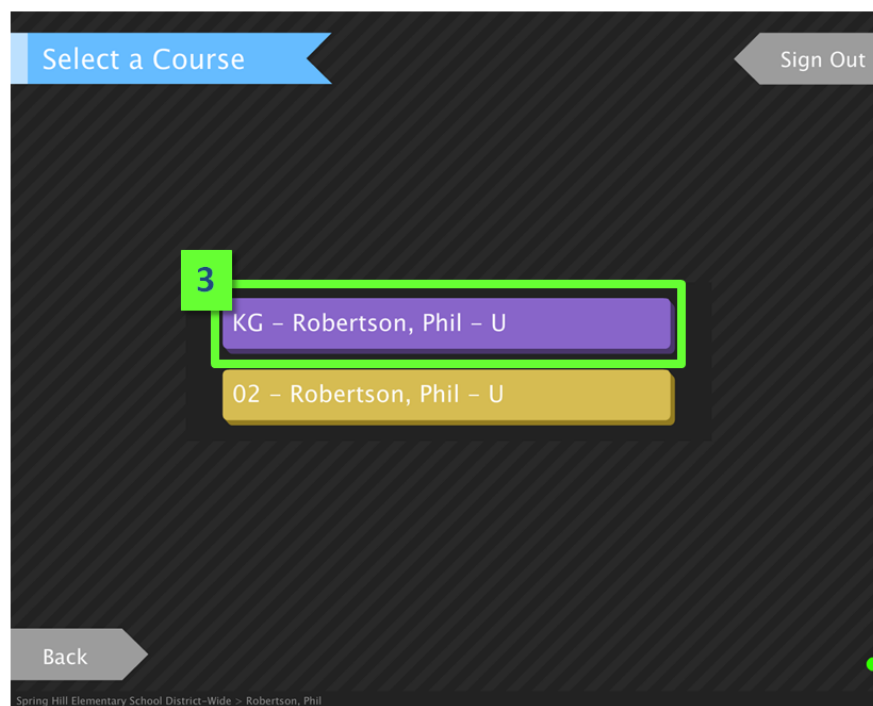 Select a Course
Sign Out
3
KG – Robertson, Phil – U
02 – Robertson, Phil – U
Back
Spring Hill Elementary School District-Wide > Robertson, Phil